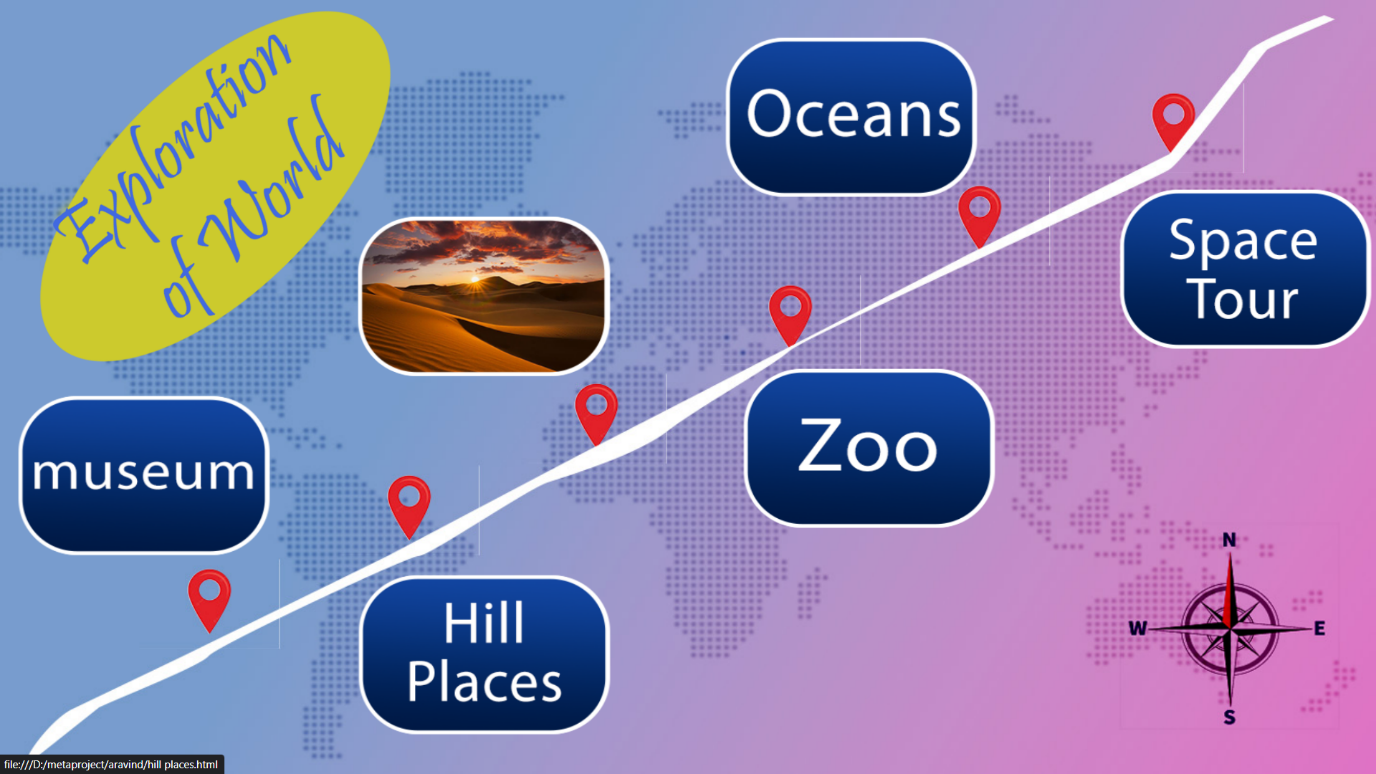 Exploration
of World
Oceans
Space
Tour
museum
Zoo
Hill
Places
N
W
E
S
file:///D:/metaproject/aravind/hill places.html